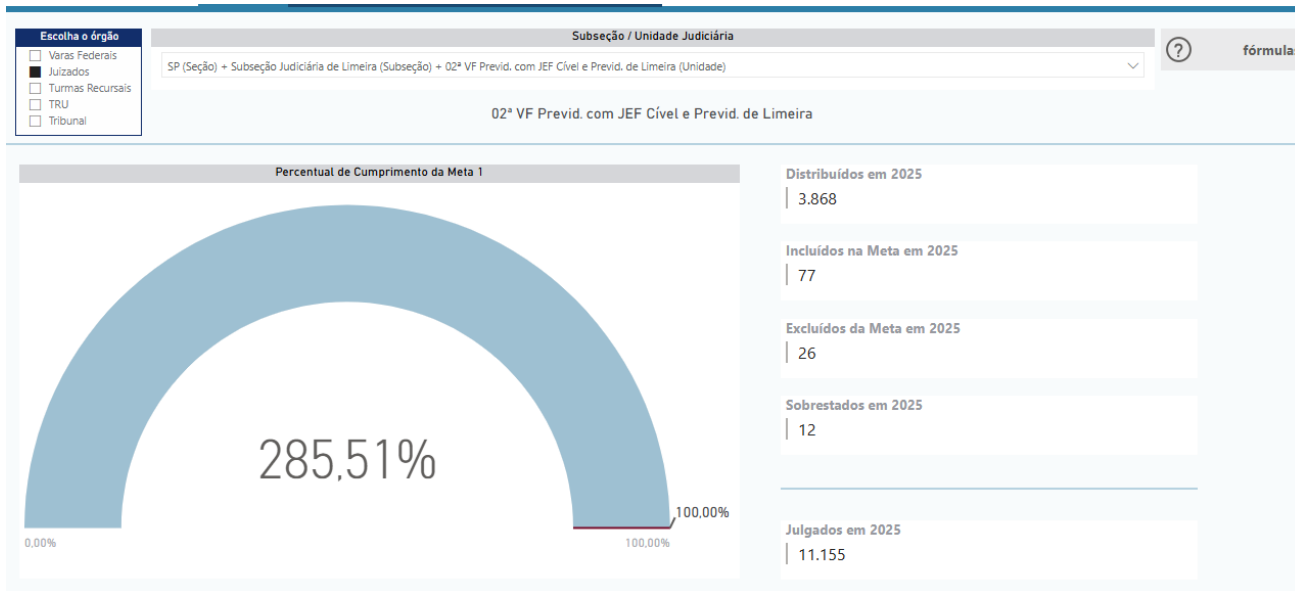 Escolha o órgão
Varas Federais
Juizados
Turmas Recursais
TRU
Tribunal
Subseção / Unidade Judiciária
SP (Seção) + Subseção Judiciária de Limeira (Subseção) + 02ª VF Previd. com JEF Cível e Previd. de Limeira (Unidade)
?
fórmula
02ª VF Previd. com JEF Cível e Previd. de Limeira
Percentual de Cumprimento da Meta 1
285,51%
100,00%
0,00%
100,00%
Distribuídos em 2025
3.868
Incluídos na Meta em 2025
77
Excluídos da Meta em 2025
26
Sobrestados em 2025
12
Julgados em 2025
11.155